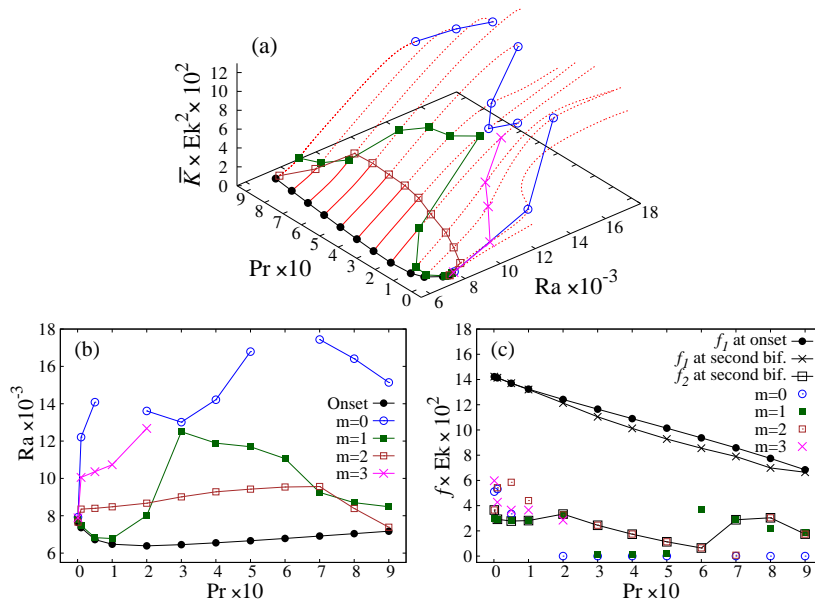 (a)
K̅ × Ek² × 10²
12
10
8
6
4
2
0
9
8
7
6
5
4
3
2
1
0
Pr ×10
6
8
10
12
14
16
18
Ra ×10⁻³
(b)
18
16
14
12
10
8
6
Ra ×10⁻³
Onset
m=0
m=1
m=2
m=3
0 1 2 3 4 5 6 7 8 9
Pr ×10
(c)
18
16
14
12
10
8
6
4
2
0
f × Ek × 10²
f₁ at onset
f₁ at second bif.
f₂ at second bif.
m=0
m=1
m=2
m=3
0 1 2 3 4 5 6 7 8 9
Pr ×10